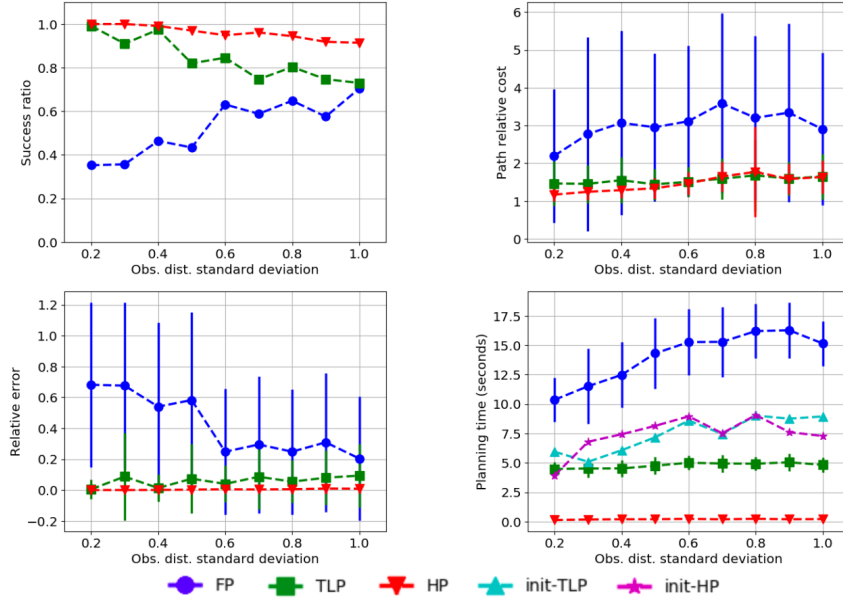 Success ratio
1.0
0.8
0.6
0.4
0.2
0.0
0.2 0.4 0.6 0.8 1.0
Obs. dist. standard deviation
Path relative cost
6
5
4
3
2
1
0
0.2 0.4 0.6 0.8 1.0
Obs. dist. standard deviation
Relative error
1.2
1.0
0.8
0.6
0.4
0.2
0.0
−0.2
0.2 0.4 0.6 0.8 1.0
Obs. dist. standard deviation
Planning time (seconds)
17.5
15.0
12.5
10.0
7.5
5.0
2.5
0.0
0.2 0.4 0.6 0.8 1.0
Obs. dist. standard deviation
FP TLP HP init-TLP init-HP